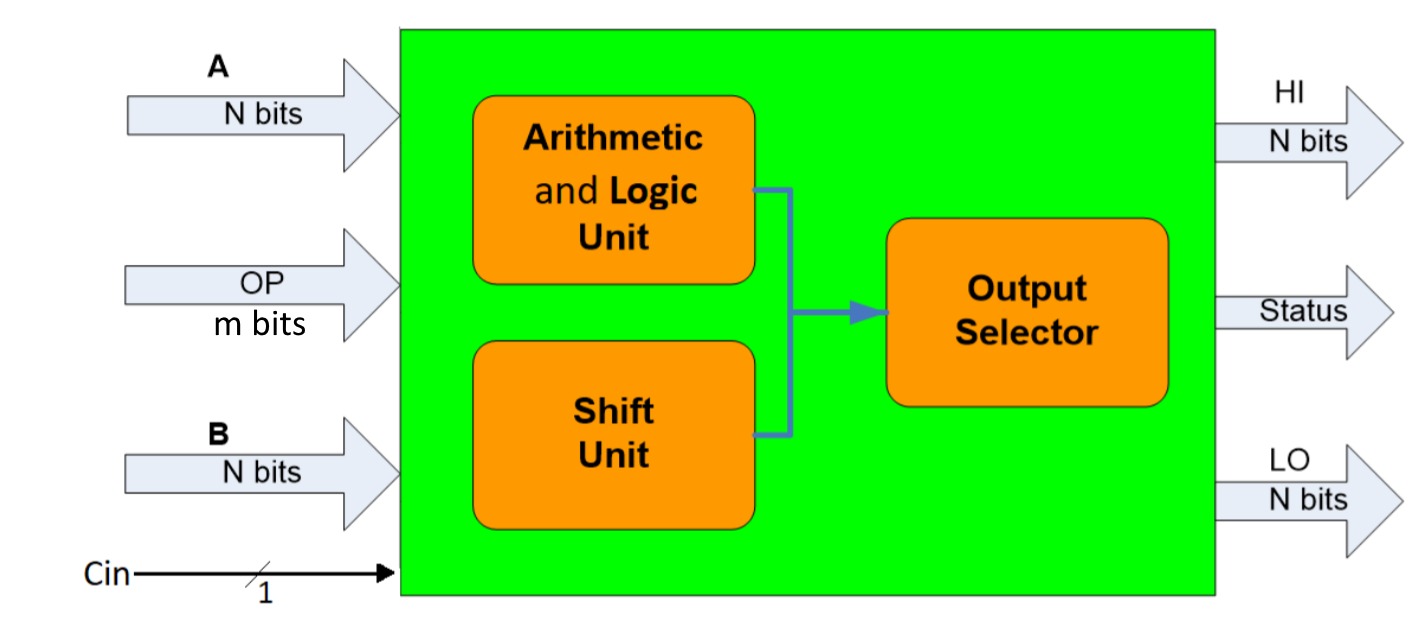 A
N bits
OP
m bits
B
N bits
Cin
1
Arithmetic
and Logic
Unit
Shift
Unit
Output
Selector
HI
N bits
Status
LO
N bits